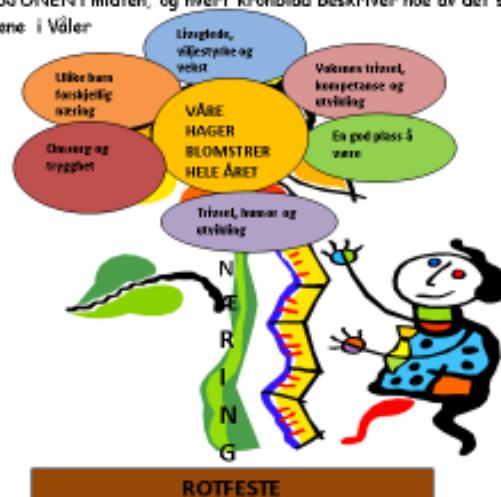 ONEN i midten, og hvert kronblad beskriver noe av det s
ene i Våler
Livsglede,
viljestyrke og
vekst
Ulike barn
forskjellig
næring
Voksnes trivsel,
kompetanse og
utvikling
VÅRE
HAGER
BLOMSTRER
HELE ÅRET
En god plass å
være
Omsorg og
trygghet
Trivsel, humor og
utvikling
N
Æ
R
I
N
G
ROTFESTE